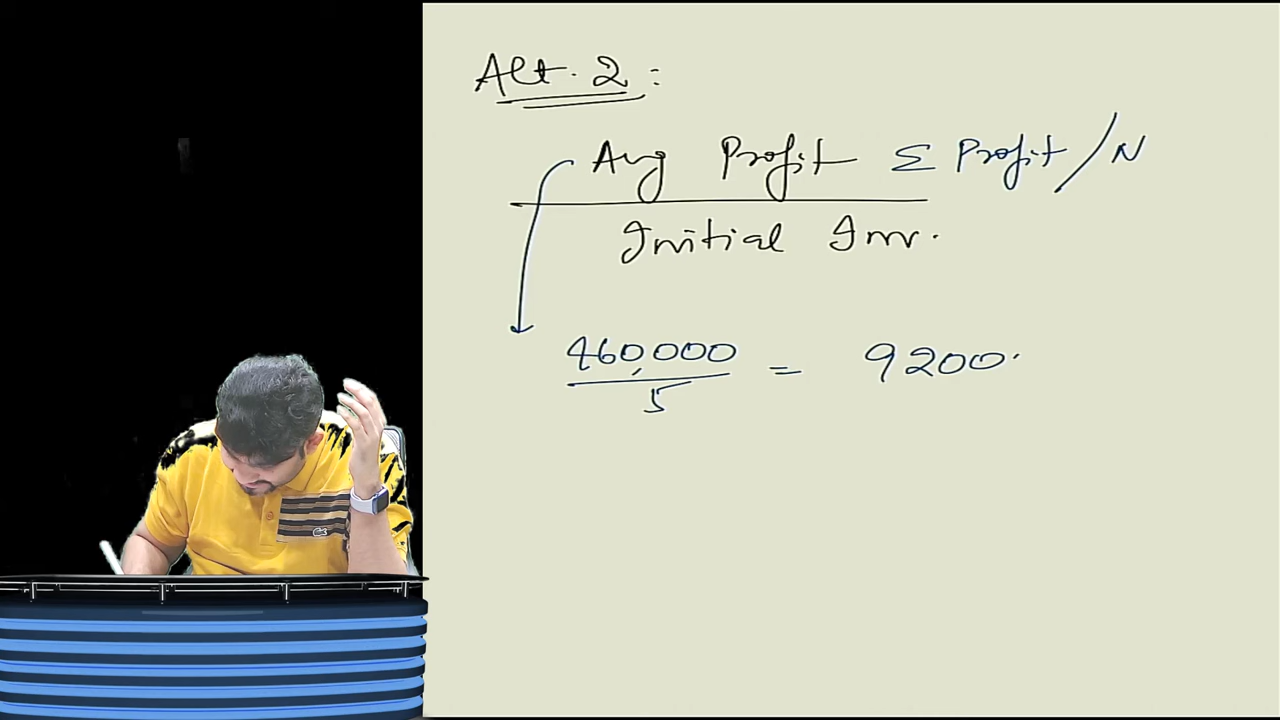 Alt. 2 :
Avg Profit Σ Profit / N
Initial Inv.
460,000 = 9200
5